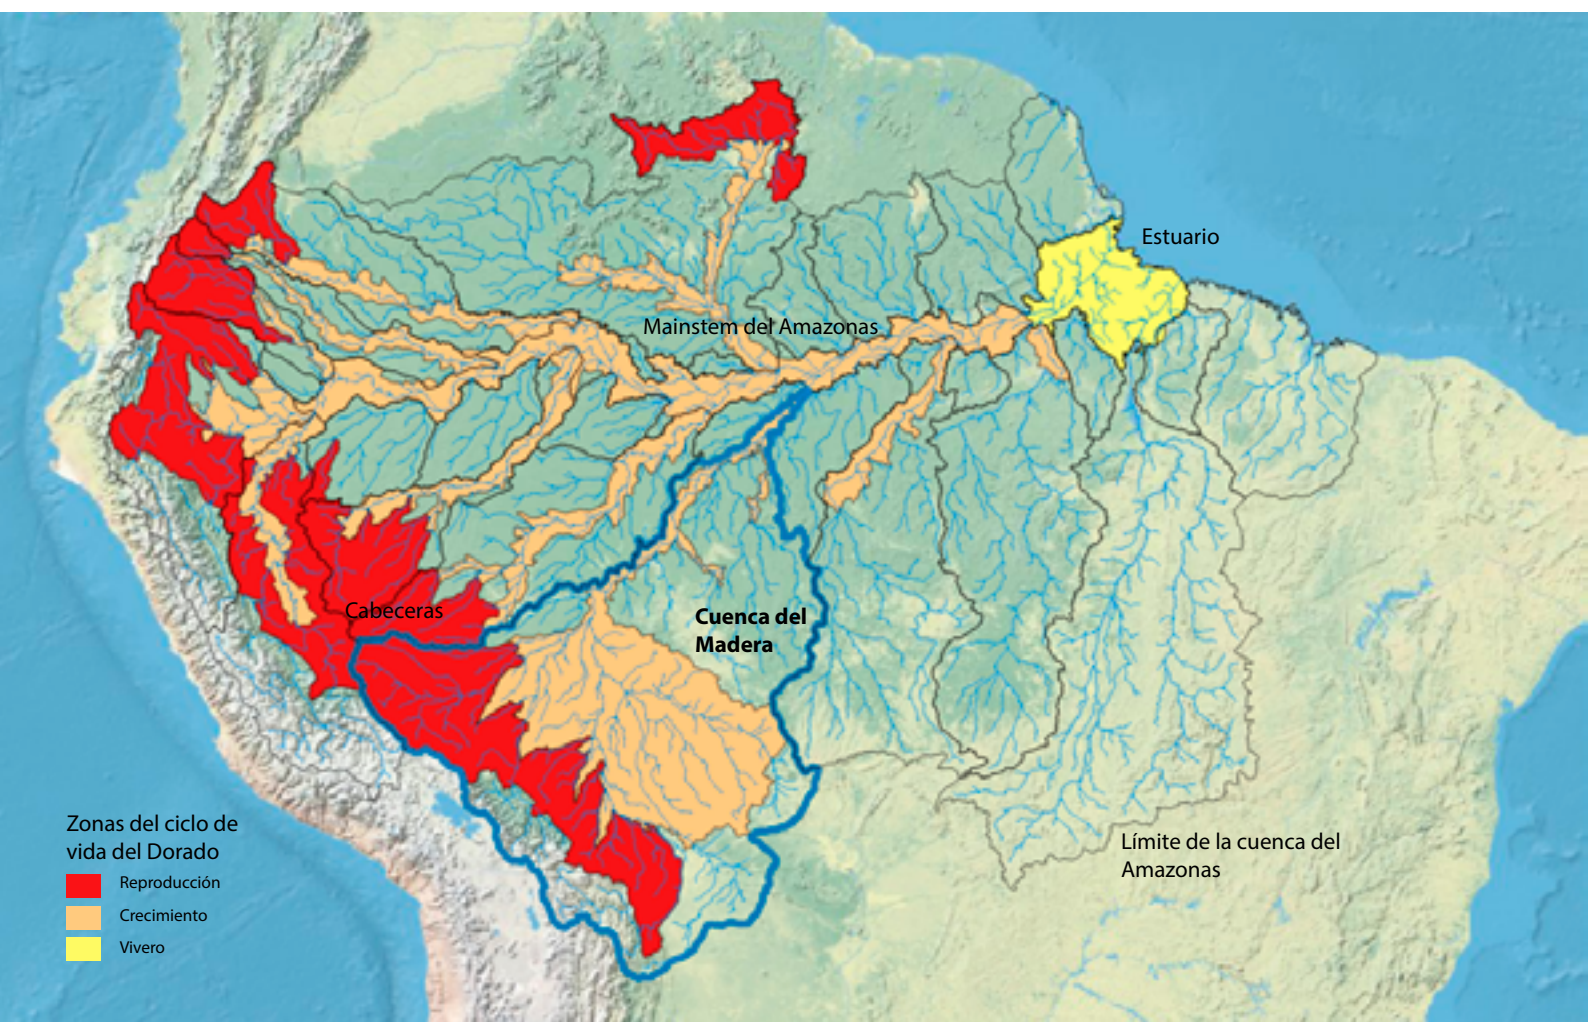 Estuario
Mainstem del Amazonas
Cabeceras
Cuenca del
Madera
Zonas del ciclo de
vida del Dorado
Reproducción
Crecimiento
Vivero
Límite de la cuenca del
Amazonas